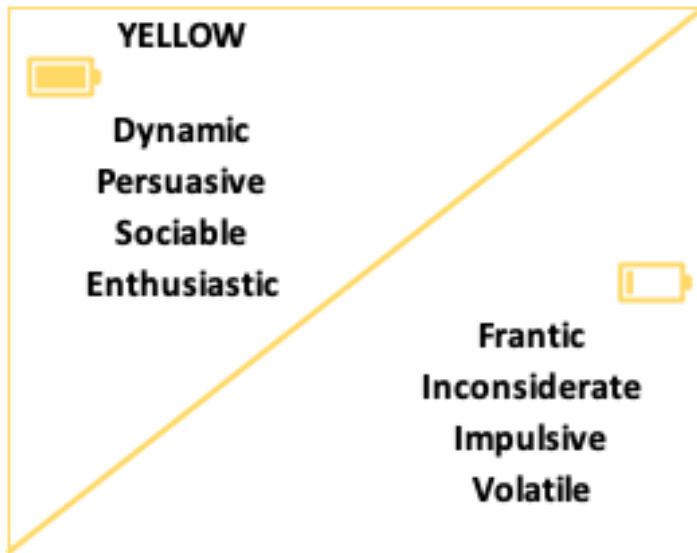 YELLOW
Dynamic
Persuasive
Sociable
Enthusiastic
Frantic
Inconsiderate
Impulsive
Volatile